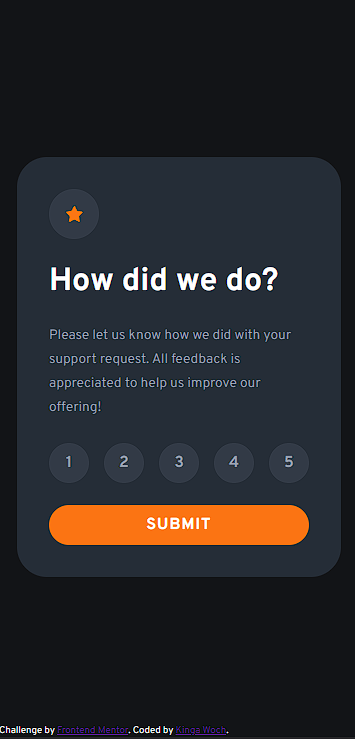 How did we do?
Please let us know how we did with your
support request. All feedback is
appreciated to help us improve our
offering!
1 2 3 4 5
SUBMIT
Challenge by Frontend Mentor. Coded by Kinga Woch.